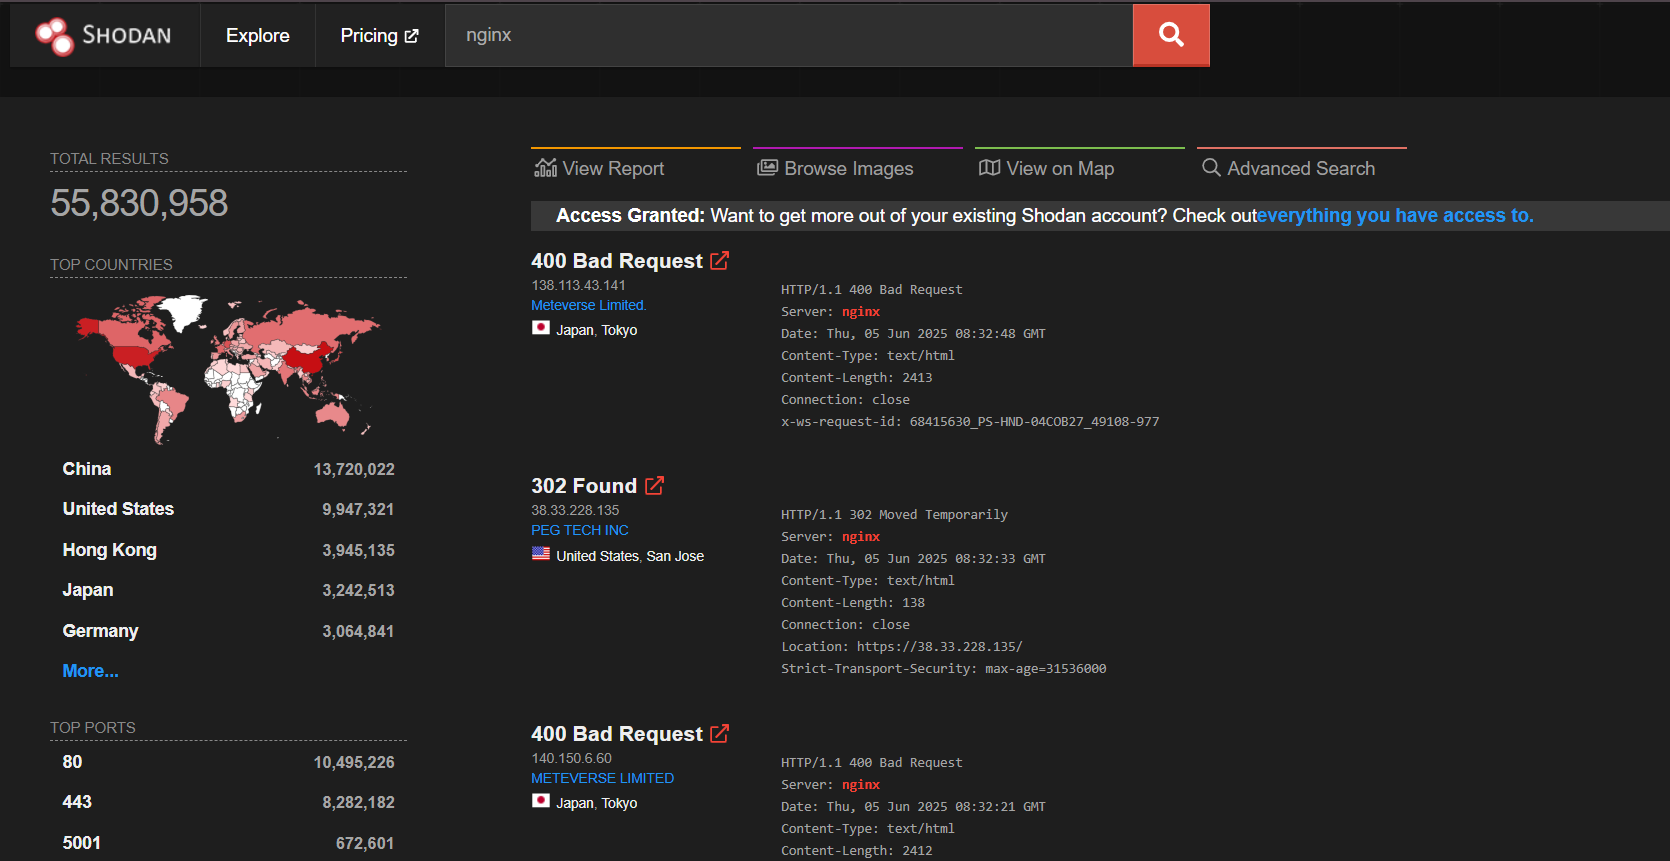 SHODAN
Explore
Pricing
nginx
TOTAL RESULTS
55,830,958
TOP COUNTRIES
China 13,720,022
United States 9,947,321
Hong Kong 3,945,135
Japan 3,242,513
Germany 3,064,841
More...
TOP PORTS
80 10,495,226
443 8,282,182
5001 672,601
View Report
Browse Images
View on Map
Advanced Search
Access Granted: Want to get more out of your existing Shodan account? Check outeverything you have access to.
400 Bad Request
138.113.43.141
Meteverse Limited.
Japan, Tokyo
HTTP/1.1 400 Bad Request
Server: nginx
Date: Thu, 05 Jun 2025 08:32:48 GMT
Content-Type: text/html
Content-Length: 2413
Connection: close
x-ws-request-id: 68415630_PS-HND-04COB27_49108-977
302 Found
38.33.228.135
PEG TECH INC
United States, San Jose
HTTP/1.1 302 Moved Temporarily
Server: nginx
Date: Thu, 05 Jun 2025 08:32:33 GMT
Content-Type: text/html
Content-Length: 138
Connection: close
Location: https://38.33.228.135/
Strict-Transport-Security: max-age=31536000
400 Bad Request
140.150.6.60
METEVERSE LIMITED
Japan, Tokyo
HTTP/1.1 400 Bad Request
Server: nginx
Date: Thu, 05 Jun 2025 08:32:21 GMT
Content-Type: text/html
Content-Length: 2412